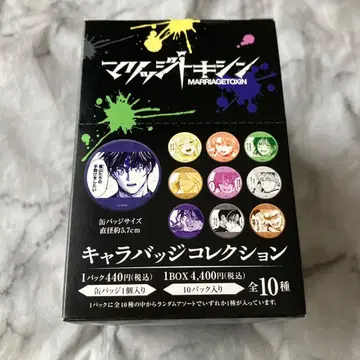 マリッジトキシン
MARRIAGETOXIN
缶バッジサイズ
直径約5.7cm
キャラバッジコレクション
1パック440円(税込)
缶バッジ1個入り
1BOX 4,400円(税込)
10パック入り
全10種
1パックに全10種の中からランダムアソートでいずれか1種が入っています。